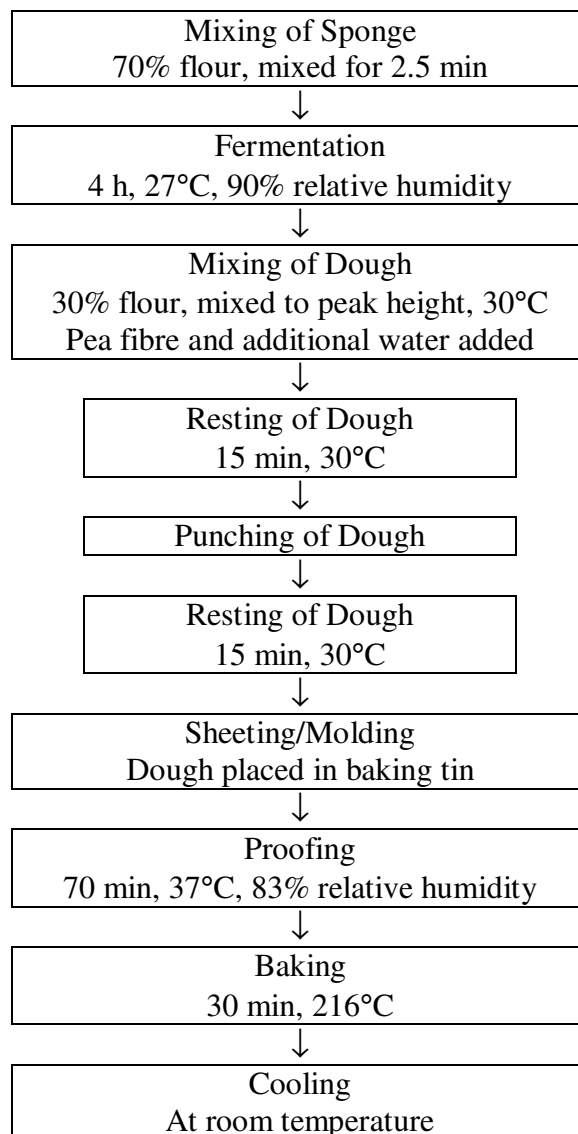 Mixing of Sponge
70% flour, mixed for 2.5 min
↓
Fermentation
4 h, 27°C, 90% relative humidity
↓
Mixing of Dough
30% flour, mixed to peak height, 30°C
Pea fibre and additional water added
↓
Resting of Dough
15 min, 30°C
↓
Punching of Dough
↓
Resting of Dough
15 min, 30°C
↓
Sheeting/Molding
Dough placed in baking tin
↓
Proofing
70 min, 37°C, 83% relative humidity
↓
Baking
30 min, 216°C
↓
Cooling
At room temperature